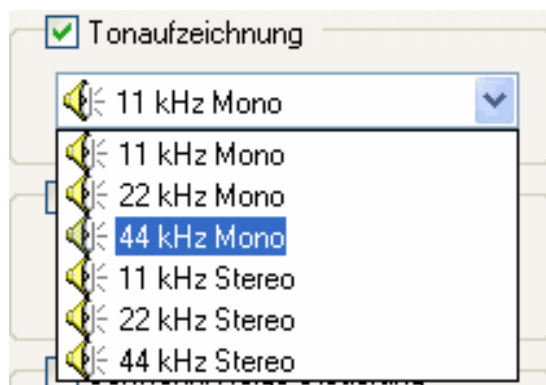 Tonaufzeichnung
11 kHz Mono
11 kHz Mono
22 kHz Mono
44 kHz Mono
11 kHz Stereo
22 kHz Stereo
44 kHz Stereo